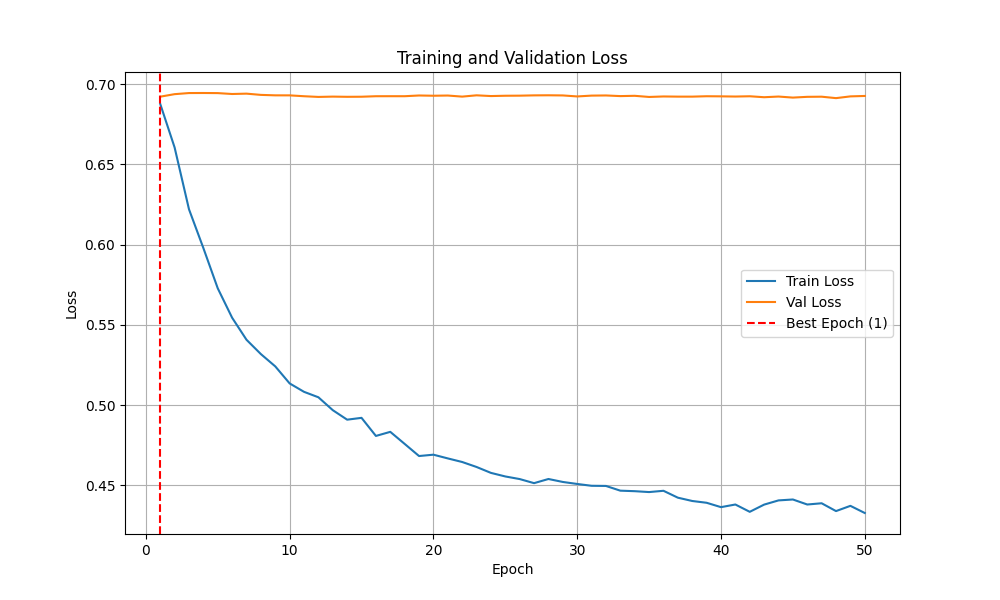 Training and Validation Loss
0.70
0.65
0.60
0.55
0.50
0.45
Loss
Train Loss
Val Loss
Best Epoch (1)
0
10
20
30
40
50
Epoch